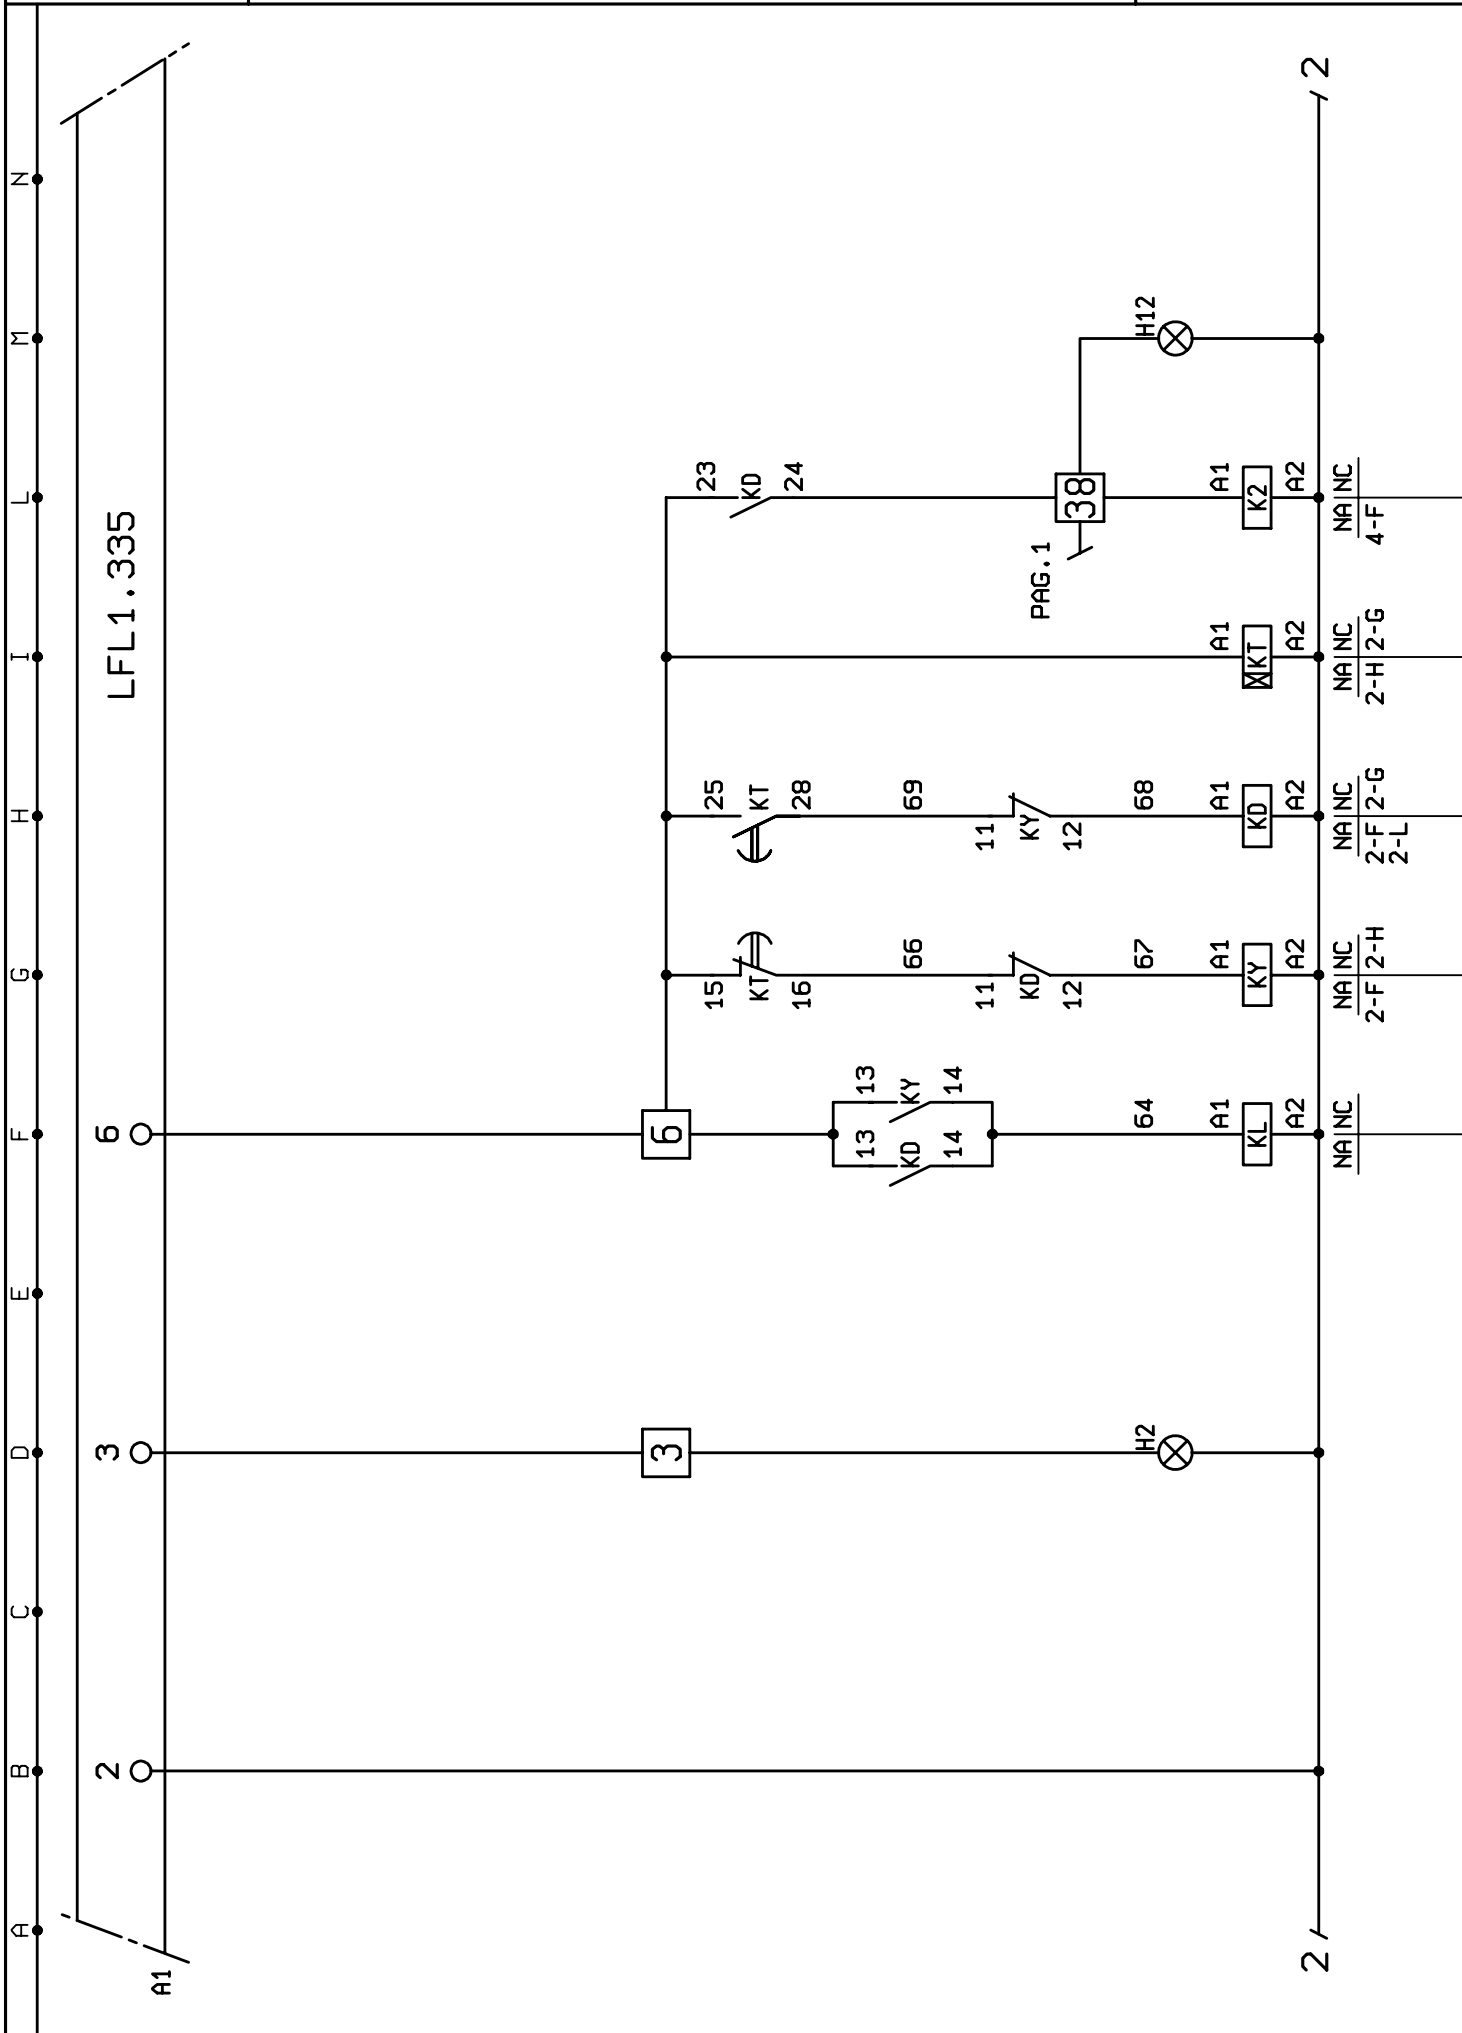 A B C D E F G H I L M N
A1
LFL1.335
2 3 6
3 6
23
KD
24
25
KT
28
15
KT
16
13
KY
14
13
KD
14
69
66
11
KY
12
11
KD
12
PAG.1
38
H2
H12
64
67
68
A1 A1 A1 A1 A1
KL KY KD KT K2
A2 A2 A2 A2 A2
2 2
NA NC NA NC NA NC NA NC NA NC
2-F 2-H
2-F 2-G
2-L
2-H 2-G
4-F